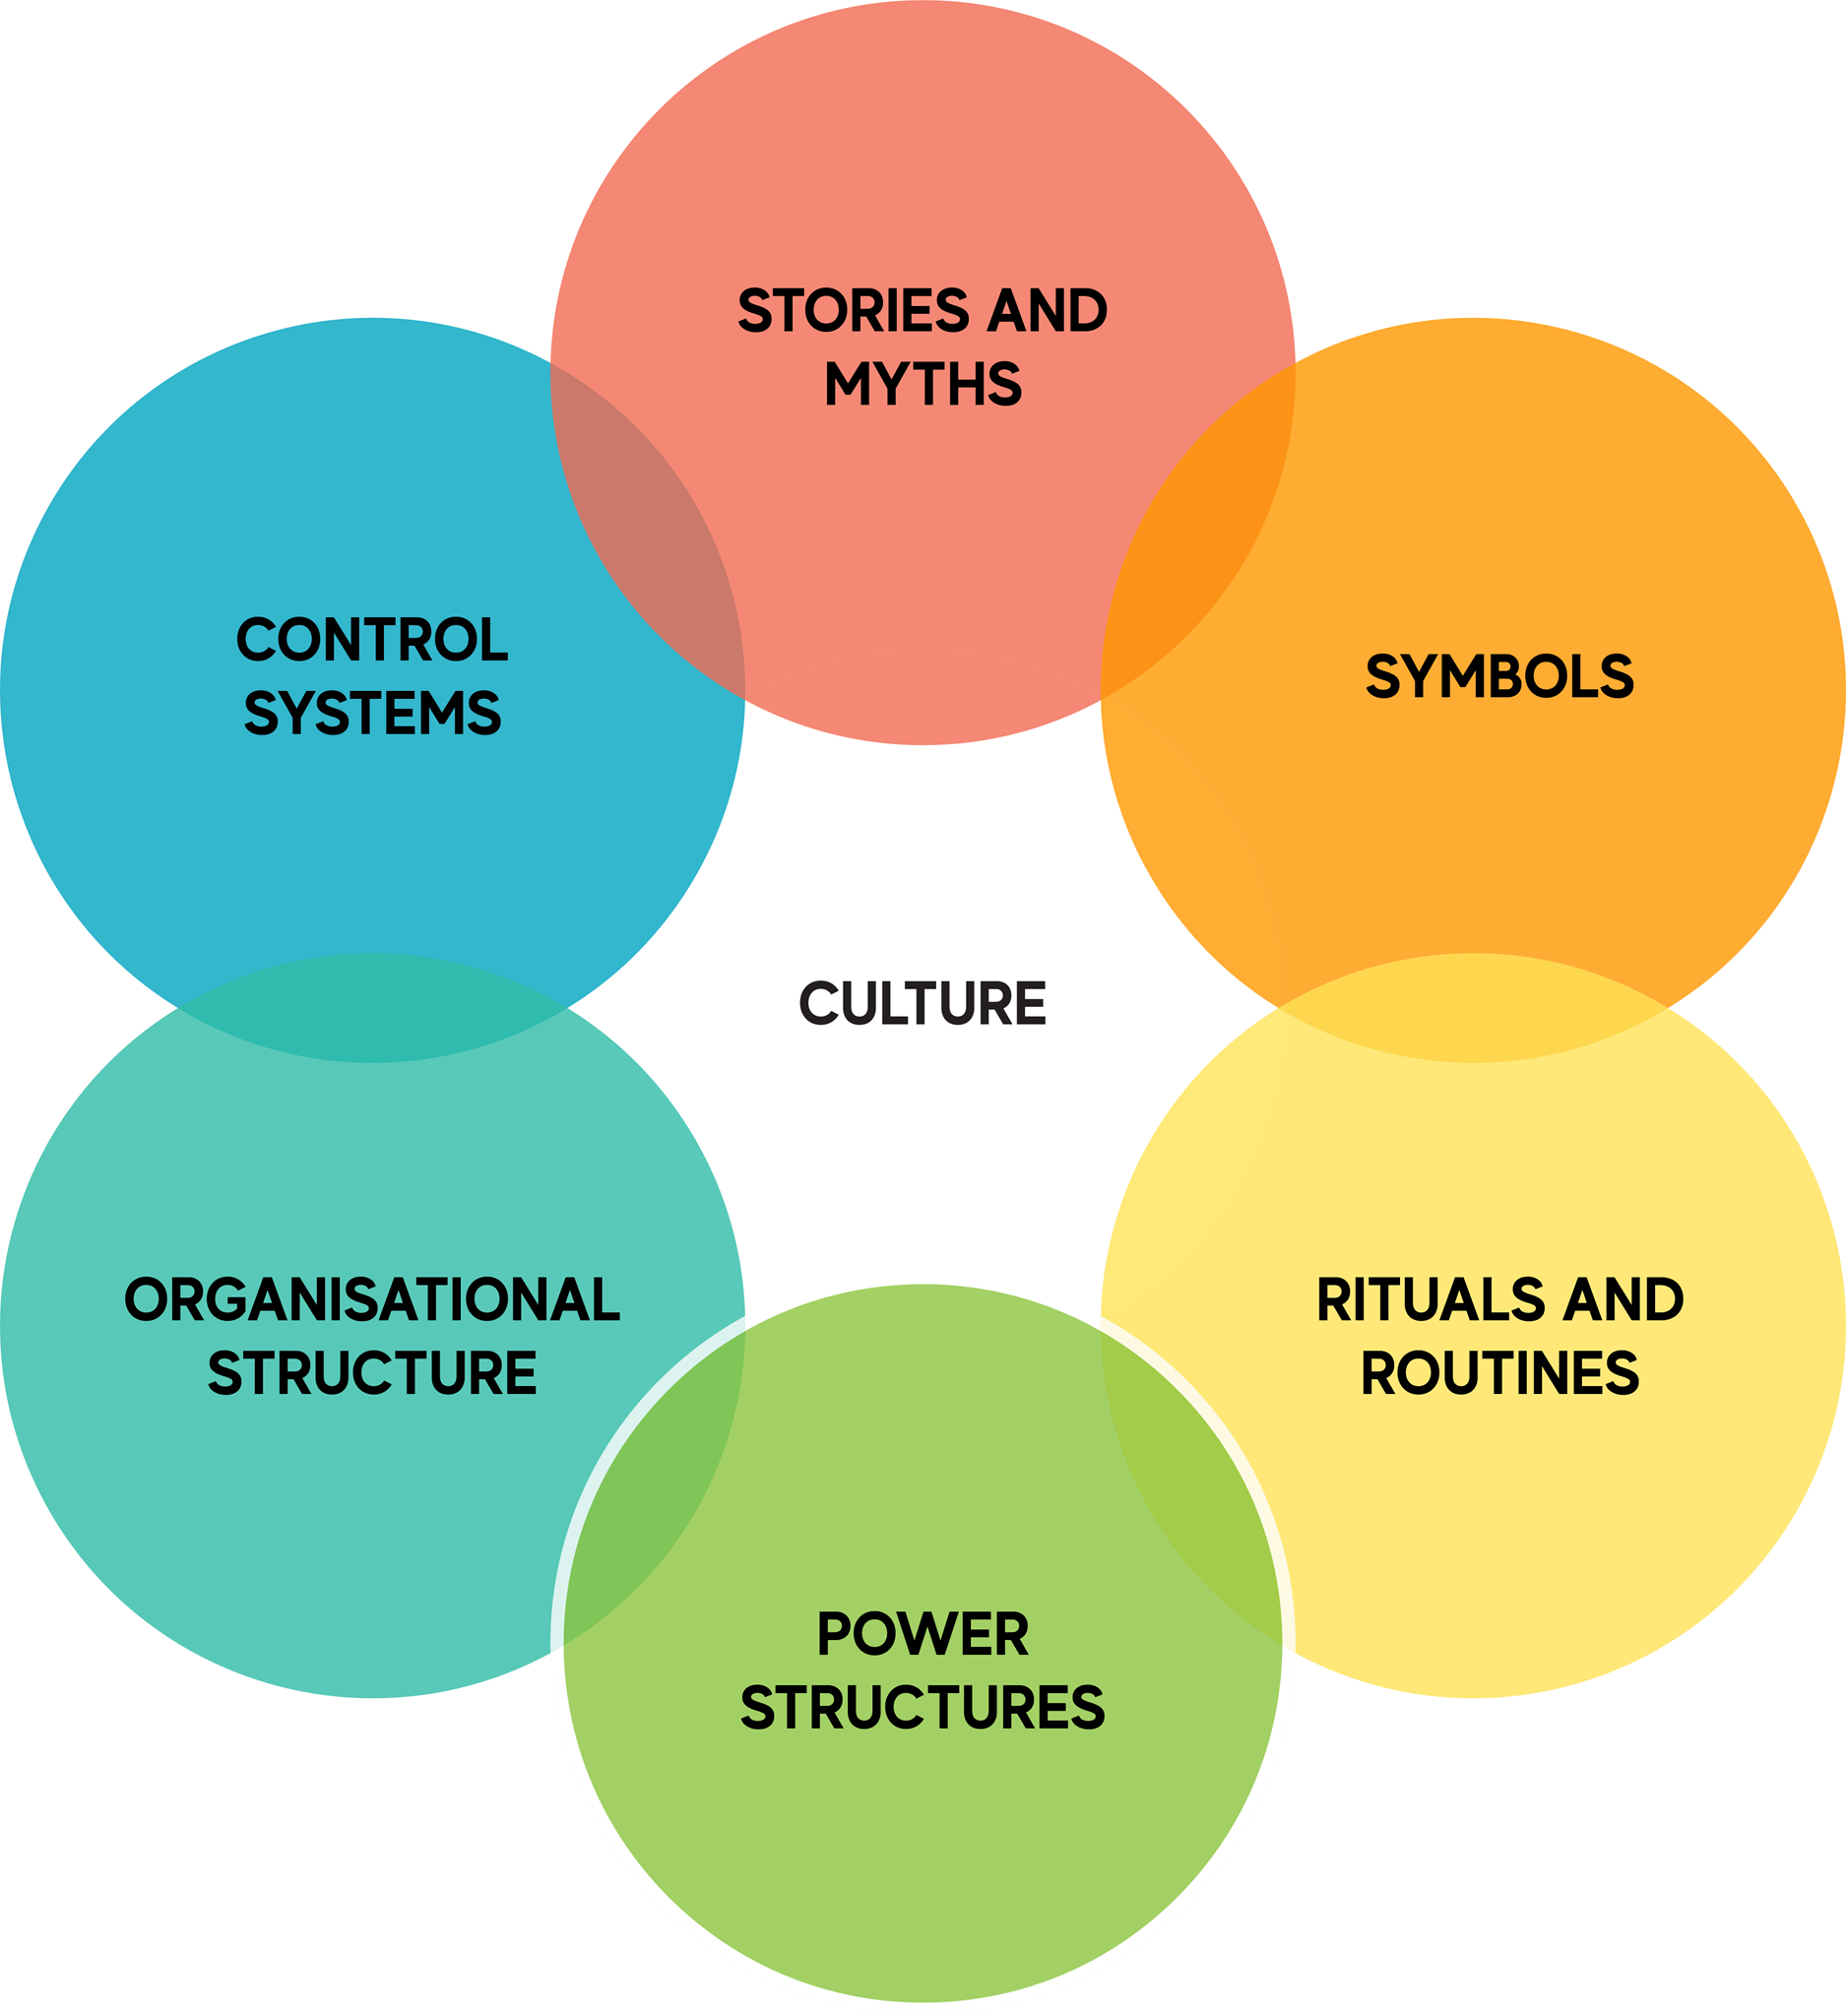 STORIES AND
MYTHS
CONTROL
SYSTEMS
SYMBOLS
CULTURE
ORGANISATIONAL
STRUCTURE
RITUALS AND
ROUTINES
POWER
STRUCTURES